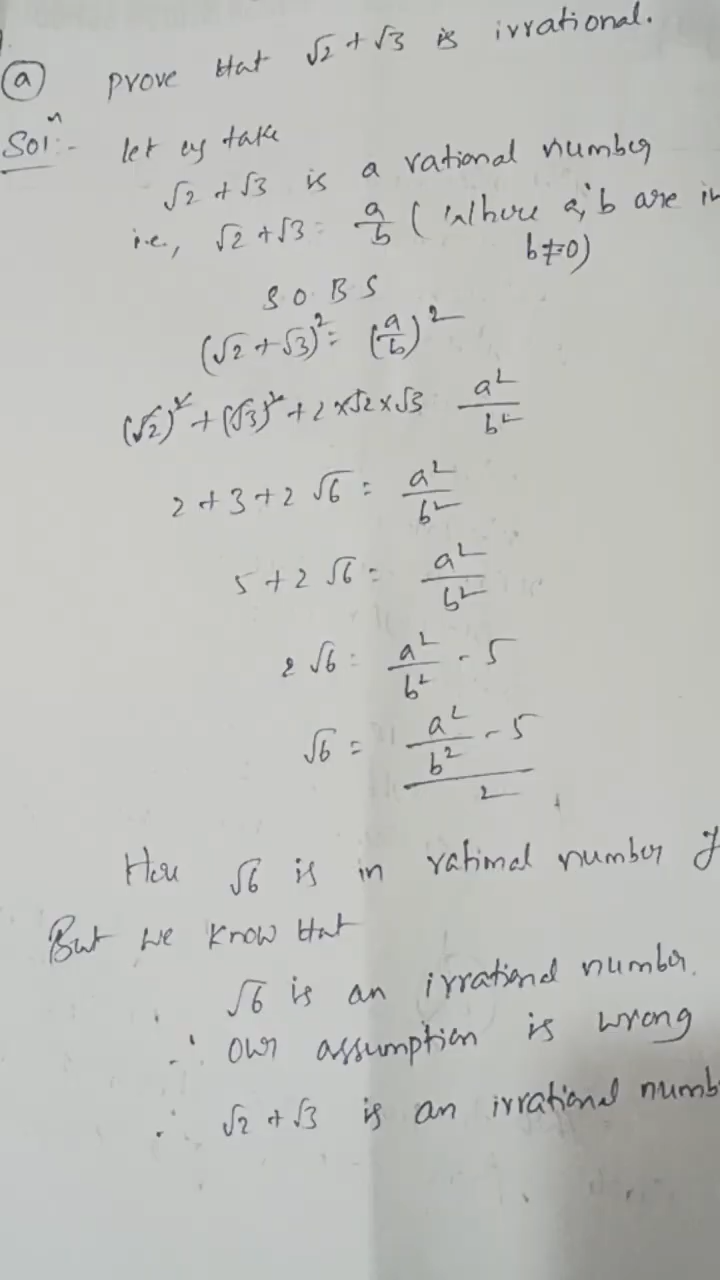 (a) prove that √2 + √3 is irrational.
Solⁿ:- let us take
√2 + √3 is a rational number
i.e., √2 + √3 = a/b ( where a, b are in
b≠0)
S O B S
(√2 + √3)² = (a/b)²
(√2)² + (√3)² + 2 × √2 × √3 a²/b²
2 + 3 + 2 √6 = a²/b²
5 + 2 √6 = a²/b²
2 √6 = a²/b² - 5
√6 = (a²/b² - 5)/2
Here √6 is in rational number
But we know that
√6 is an irrational number.
∴ our assumption is wrong
∴ √2 + √3 is an irrational numb